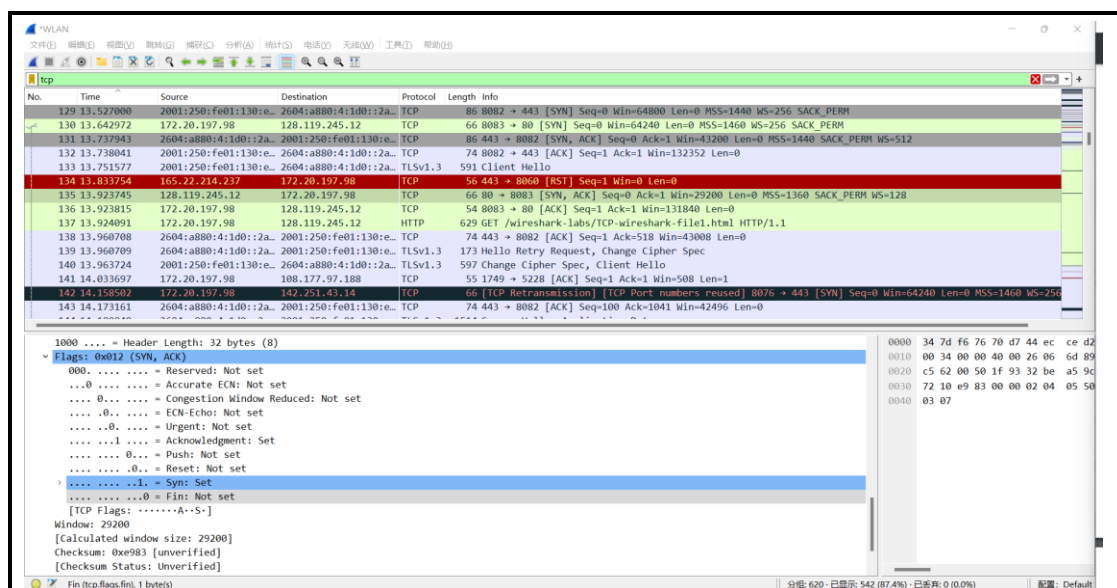 *WLAN
文件(F) 编辑(E) 视图(V) 跳转(G) 捕获(C) 分析(A) 统计(S) 电话(Y) 无线(W) 工具(T) 帮助(H)
tcp
No. Time Source Destination Protocol Length Info
129 13.527000 2001:250:fe01:130:e… 2604:a880:4:1d0::2a… TCP 86 8082 → 443 [SYN] Seq=0 Win=64800 Len=0 MSS=1440 WS=256 SACK_PERM
130 13.642972 172.20.197.98 128.119.245.12 TCP 66 8083 → 80 [SYN] Seq=0 Win=64240 Len=0 MSS=1460 WS=256 SACK_PERM
131 13.737943 2604:a880:4:1d0::2a… 2001:250:fe01:130:e… TCP 86 443 → 8082 [SYN, ACK] Seq=0 Ack=1 Win=43200 Len=0 MSS=1440 SACK_PERM WS=512
132 13.738041 2001:250:fe01:130:e… 2604:a880:4:1d0::2a… TCP 74 8082 → 443 [ACK] Seq=1 Ack=1 Win=132352 Len=0
133 13.751577 2001:250:fe01:130:e… 2604:a880:4:1d0::2a… TLSv1.3 591 Client Hello
134 13.833754 165.22.214.237 172.20.197.98 TCP 56 443 → 8060 [RST] Seq=1 Win=0 Len=0
135 13.923745 128.119.245.12 172.20.197.98 TCP 66 80 → 8083 [SYN, ACK] Seq=0 Ack=1 Win=29200 Len=0 MSS=1360 SACK_PERM WS=128
136 13.923815 172.20.197.98 128.119.245.12 TCP 54 8083 → 80 [ACK] Seq=1 Ack=1 Win=131840 Len=0
137 13.924091 172.20.197.98 128.119.245.12 HTTP 629 GET /wireshark-labs/TCP-wireshark-file1.html HTTP/1.1
138 13.960708 2604:a880:4:1d0::2a… 2001:250:fe01:130:e… TCP 74 443 → 8082 [ACK] Seq=1 Ack=518 Win=43008 Len=0
139 13.960709 2604:a880:4:1d0::2a… 2001:250:fe01:130:e… TLSv1.3 173 Hello Retry Request, Change Cipher Spec
140 13.963724 2001:250:fe01:130:e… 2604:a880:4:1d0::2a… TLSv1.3 597 Change Cipher Spec, Client Hello
141 14.033697 172.20.197.98 108.177.97.188 TCP 55 1749 → 5228 [ACK] Seq=1 Ack=1 Win=508 Len=1
142 14.158502 172.20.197.98 142.251.43.14 TCP 66 [TCP Retransmission] [TCP Port numbers reused] 8076 → 443 [SYN] Seq=0 Win=64240 Len=0 MSS=1460 WS=256
143 14.173161 2604:a880:4:1d0::2a… 2001:250:fe01:130:e… TCP 74 443 → 8082 [ACK] Seq=100 Ack=1041 Win=42496 Len=0
1000 .... = Header Length: 32 bytes (8)
Flags: 0x012 (SYN, ACK)
000. .... .... = Reserved: Not set
...0 .... .... = Accurate ECN: Not set
.... 0... .... = Congestion Window Reduced: Not set
.... .0.. .... = ECN-Echo: Not set
.... ..0. .... = Urgent: Not set
.... ...1 .... = Acknowledgment: Set
.... .... 0... = Push: Not set
.... .... .0.. = Reset: Not set
.... .... ..1. = Syn: Set
.... .... ...0 = Fin: Not set
[TCP Flags: ·······A··S·]
Window: 29200
[Calculated window size: 29200]
Checksum: 0xe983 [unverified]
[Checksum Status: Unverified]
0000 34 7d f6 76 70 d7 44 ec ce d2
0010 00 34 00 00 40 00 26 06 6d 89
0020 c5 62 00 50 1f 93 32 be a5 9c
0030 72 10 e9 83 00 00 02 04 05 50
0040 03 07
Fin (tcp.flags.fin), 1 byte(s) 分组: 620 · 已显示: 542 (87.4%) · 已丢弃: 0 (0.0%) 配置: Default